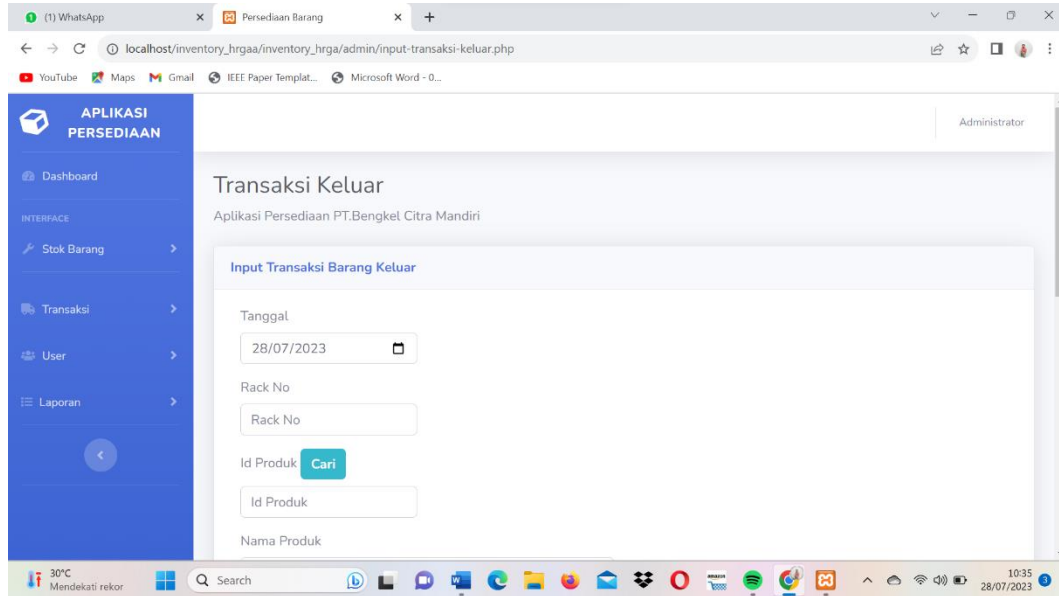 (1) WhatsApp
Persediaan Barang
localhost/inventory_hrgaa/inventory_hrga/admin/input-transaksi-keluar.php
YouTube Maps Gmail IEEE Paper Templat... Microsoft Word - 0...
APLIKASI
PERSEDIAAN
Administrator
Dashboard
INTERFACE
Stok Barang
Transaksi
User
Laporan
Transaksi Keluar
Aplikasi Persediaan PT.Bengkel Citra Mandiri
Input Transaksi Barang Keluar
Tanggal
28/07/2023
Rack No
Rack No
Id Produk Cari
Id Produk
Nama Produk
30°C
Mendekati rekor
Search
10:35
28/07/2023
3